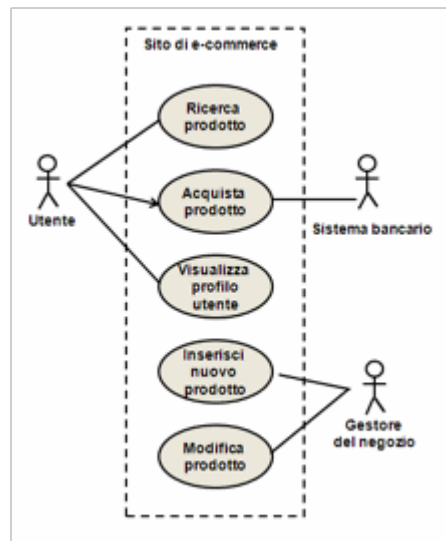 Sito di e-commerce
Ricerca
prodotto
Utente
Acquista
prodotto
Sistema bancario
Visualizza
profilo
utente
Inserisci
nuovo
prodotto
Gestore
del negozio
Modifica
prodotto